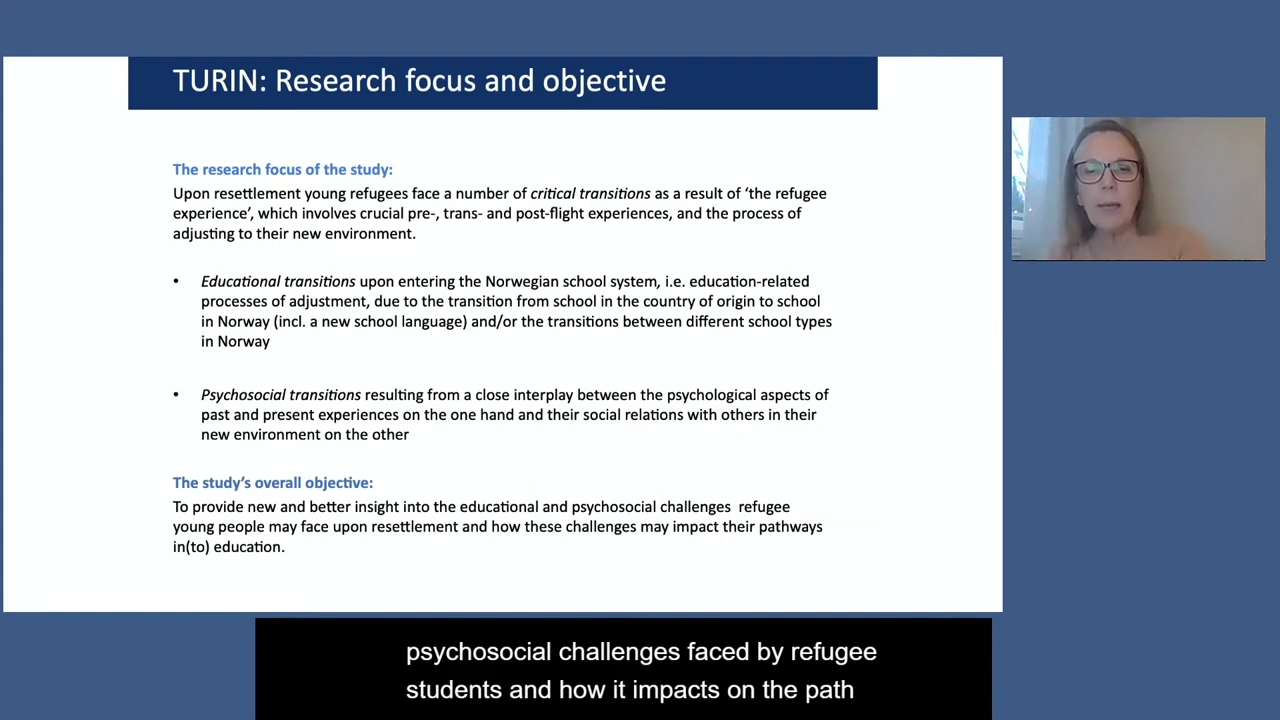 TURIN: Research focus and objective
The research focus of the study:
Upon resettlement young refugees face a number of critical transitions as a result of ‘the refugee
experience’, which involves crucial pre-, trans- and post-flight experiences, and the process of
adjusting to their new environment.
• Educational transitions upon entering the Norwegian school system, i.e. education-related
processes of adjustment, due to the transition from school in the country of origin to school
in Norway (incl. a new school language) and/or the transitions between different school types
in Norway
• Psychosocial transitions resulting from a close interplay between the psychological aspects of
past and present experiences on the one hand and their social relations with others in their
new environment on the other
The study’s overall objective:
To provide new and better insight into the educational and psychosocial challenges refugee
young people may face upon resettlement and how these challenges may impact their pathways
in(to) education.
psychosocial challenges faced by refugee
students and how it impacts on the path